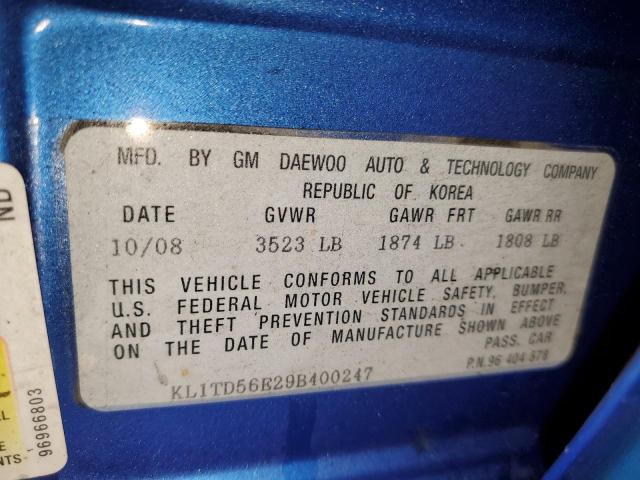 MFD. BY GM DAEWOO AUTO & TECHNOLOGY COMPANY
REPUBLIC OF KOREA
DATE GVWR GAWR FRT GAWR RR
10/08 3523 LB 1874 LB 1808 LB
THIS VEHICLE CONFORMS TO ALL APPLICABLE
U.S. FEDERAL MOTOR VEHICLE SAFETY, BUMPER,
AND THEFT PREVENTION STANDARDS IN EFFECT
ON THE DATE OF MANUFACTURE SHOWN ABOVE
PASS. CAR
KL1TD56E29B400247
P.N.96 404 578
ND
96966803